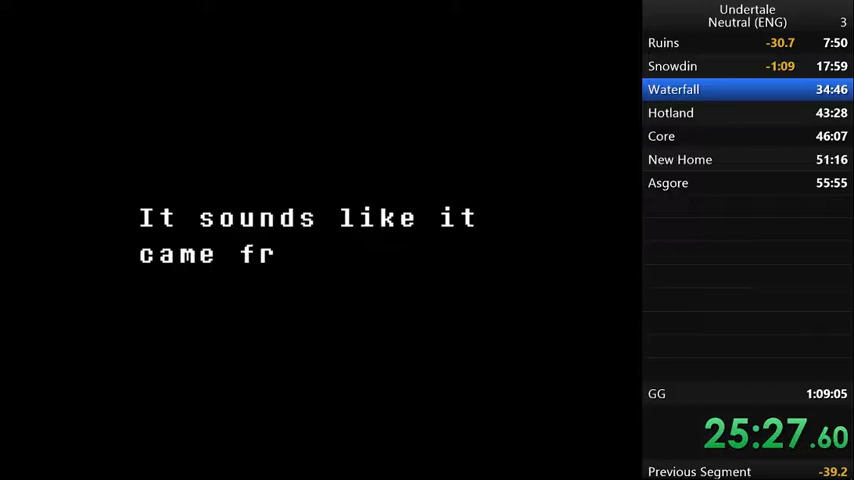 It sounds like it
came fr
Undertale
Neutral (ENG) 3
Ruins -30.7 7:50
Snowdin -1:09 17:59
Waterfall 34:46
Hotland 43:28
Core 46:07
New Home 51:16
Asgore 55:55
GG 1:09:05
25:27.60
Previous Segment -39.2